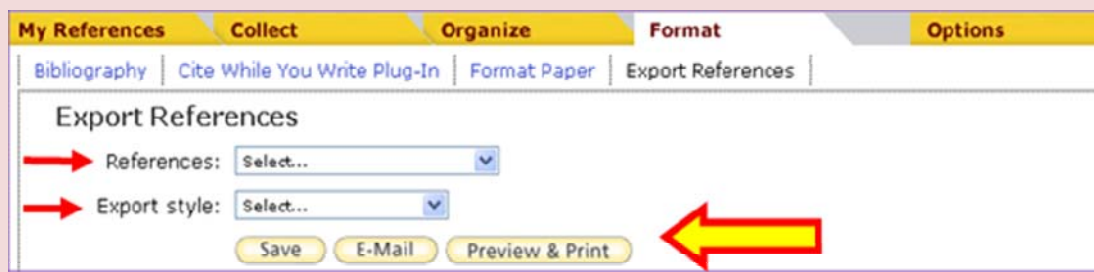 My References Collect Organize Format Options
Bibliography Cite While You Write Plug-In Format Paper Export References
Export References
References: Select...
Export style: Select...
Save E-Mail Preview & Print